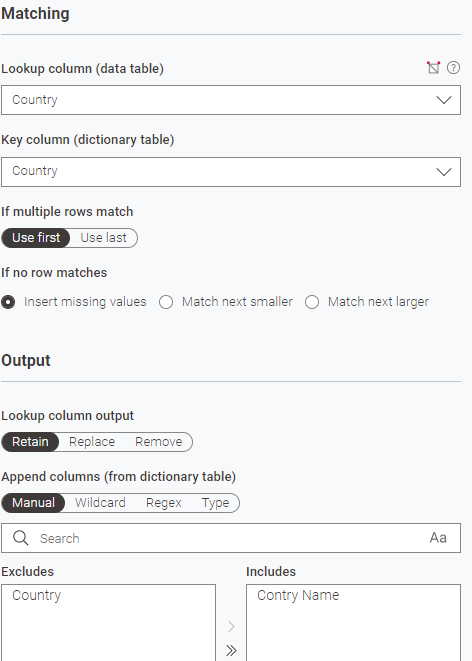 Matching
Lookup column (data table)
Country
Key column (dictionary table)
Country
If multiple rows match
Use first Use last
If no row matches
Insert missing values Match next smaller Match next larger
Output
Lookup column output
Retain Replace Remove
Append columns (from dictionary table)
Manual Wildcard Regex Type
Search Aa
Excludes Includes
Country Contry Name